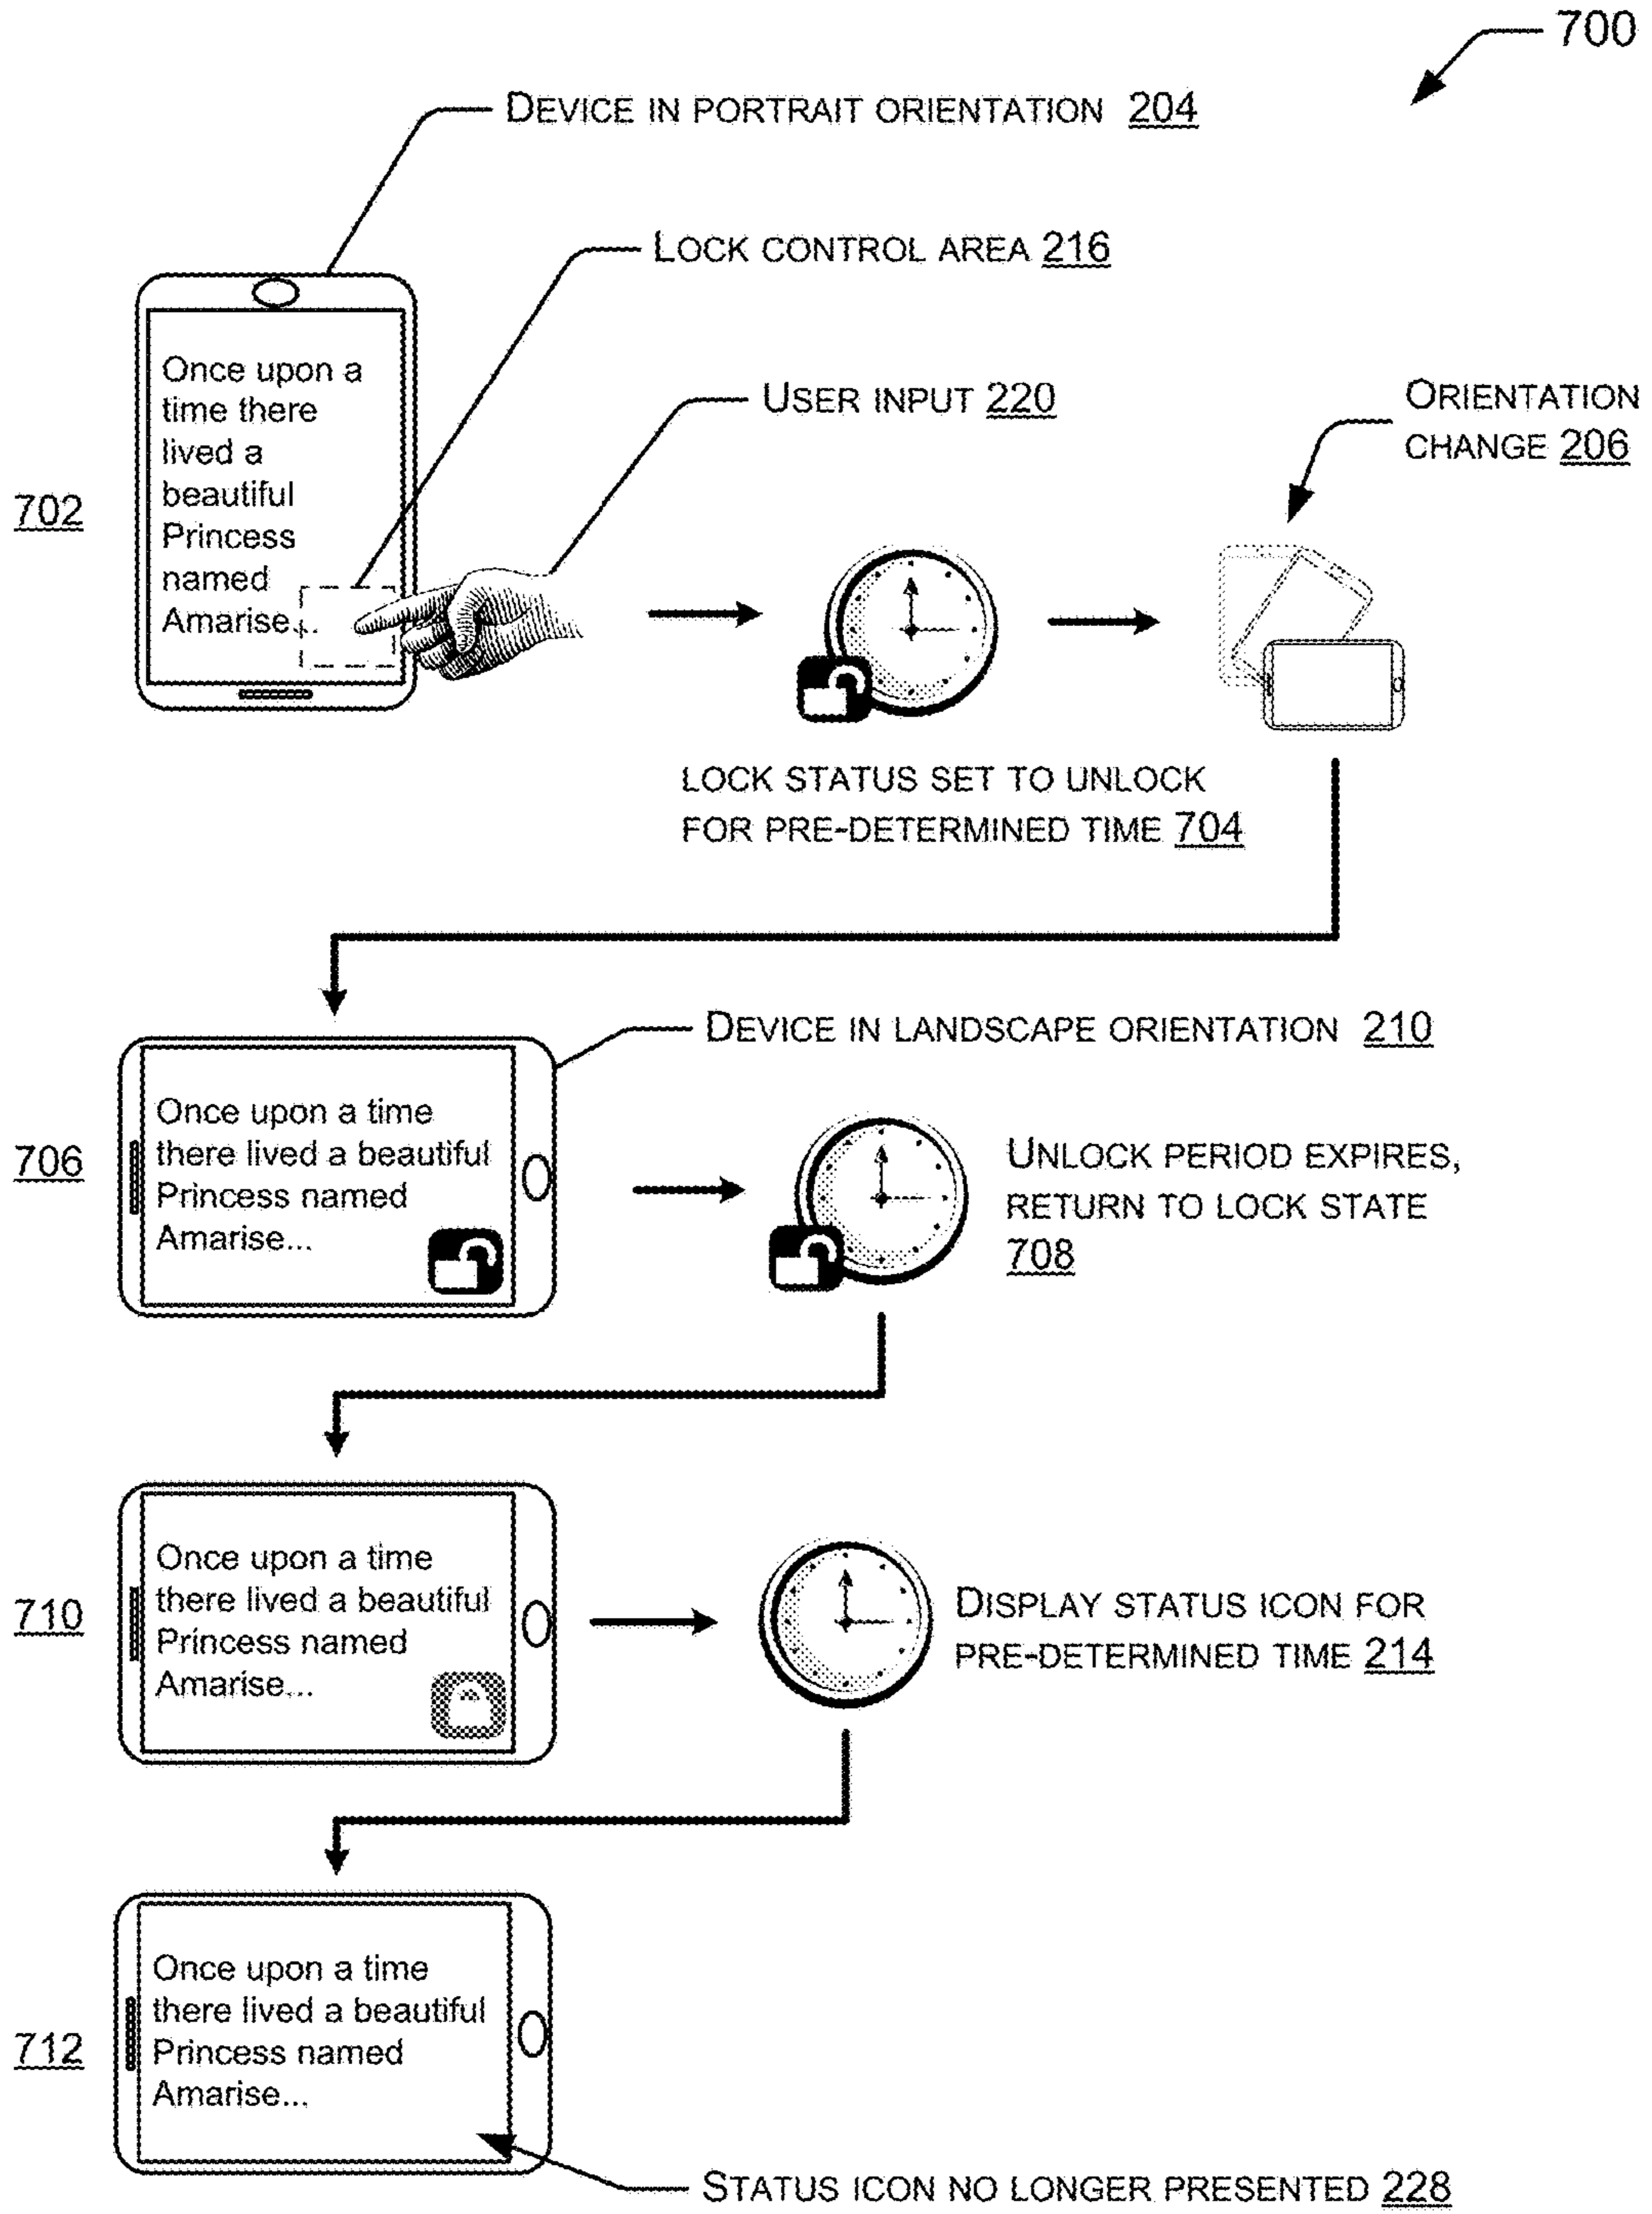 700
DEVICE IN PORTRAIT ORIENTATION 204
LOCK CONTROL AREA 216
USER INPUT 220
ORIENTATION
CHANGE 206
702
Once upon a
time there
lived a
beautiful
Princess
named
Amarise...
LOCK STATUS SET TO UNLOCK
FOR PRE-DETERMINED TIME 704
DEVICE IN LANDSCAPE ORIENTATION 210
706
Once upon a time
there lived a beautiful
Princess named
Amarise...
UNLOCK PERIOD EXPIRES,
RETURN TO LOCK STATE
708
710
Once upon a time
there lived a beautiful
Princess named
Amarise...
DISPLAY STATUS ICON FOR
PRE-DETERMINED TIME 214
712
Once upon a time
there lived a beautiful
Princess named
Amarise...
STATUS ICON NO LONGER PRESENTED 228